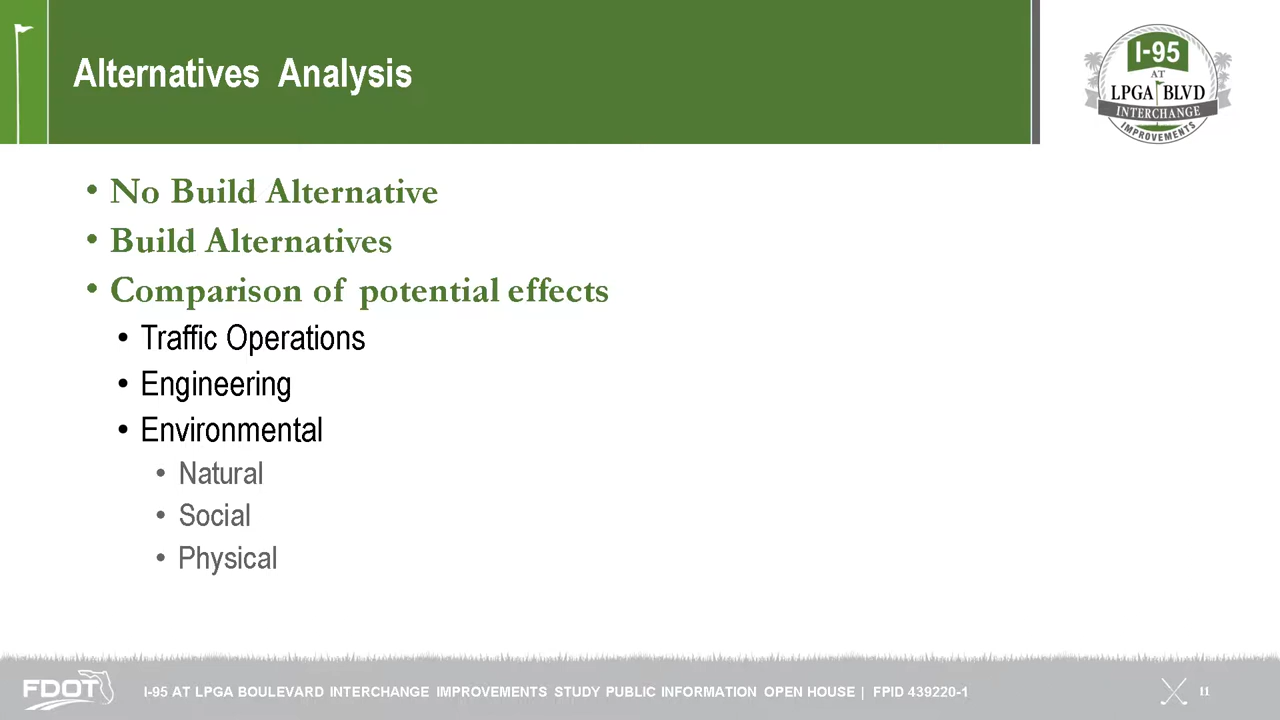 Alternatives Analysis
I-95
AT
LPGA BLVD
INTERCHANGE
IMPROVEMENTS
• No Build Alternative
• Build Alternatives
• Comparison of potential effects
• Traffic Operations
• Engineering
• Environmental
• Natural
• Social
• Physical
FDOT
I-95 AT LPGA BOULEVARD INTERCHANGE IMPROVEMENTS STUDY PUBLIC INFORMATION OPEN HOUSE | FPID 439220-1
11